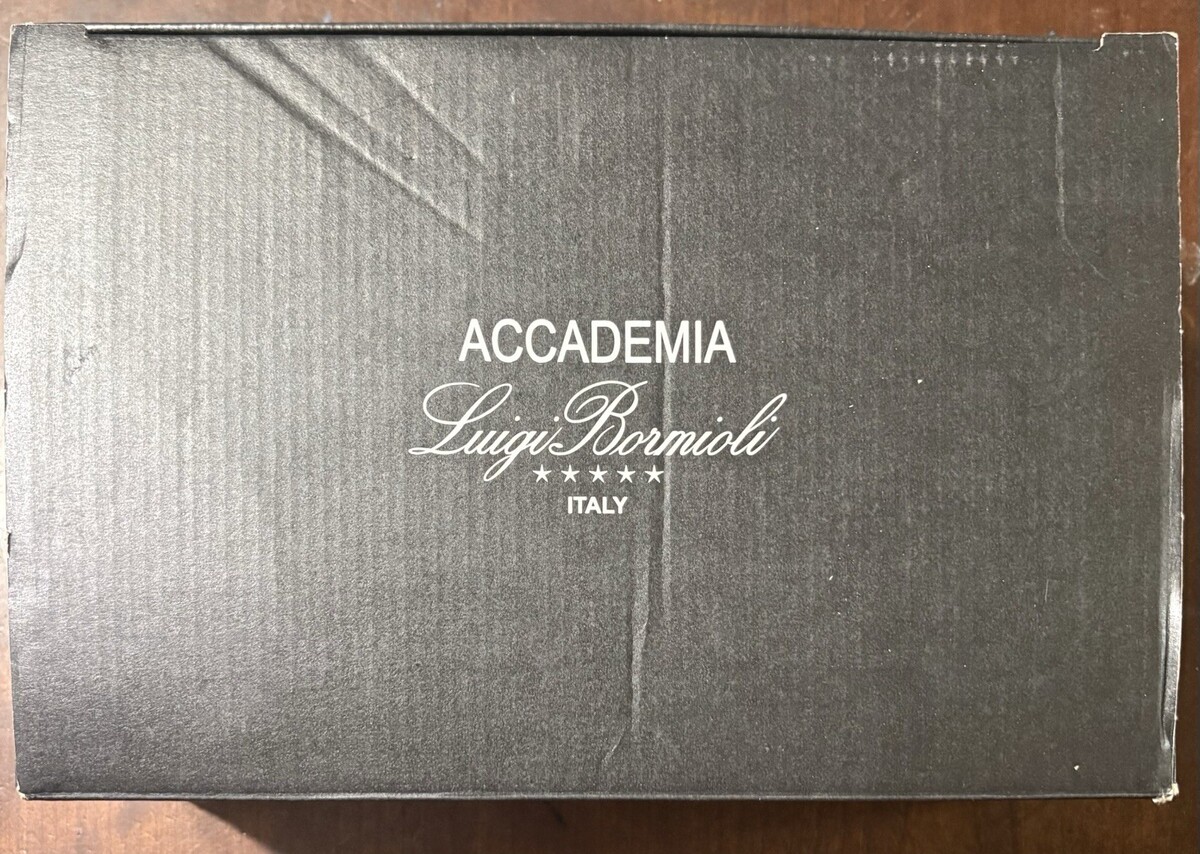 ACCADEMIA
Luigi Bormioli
★★★★★
ITALY